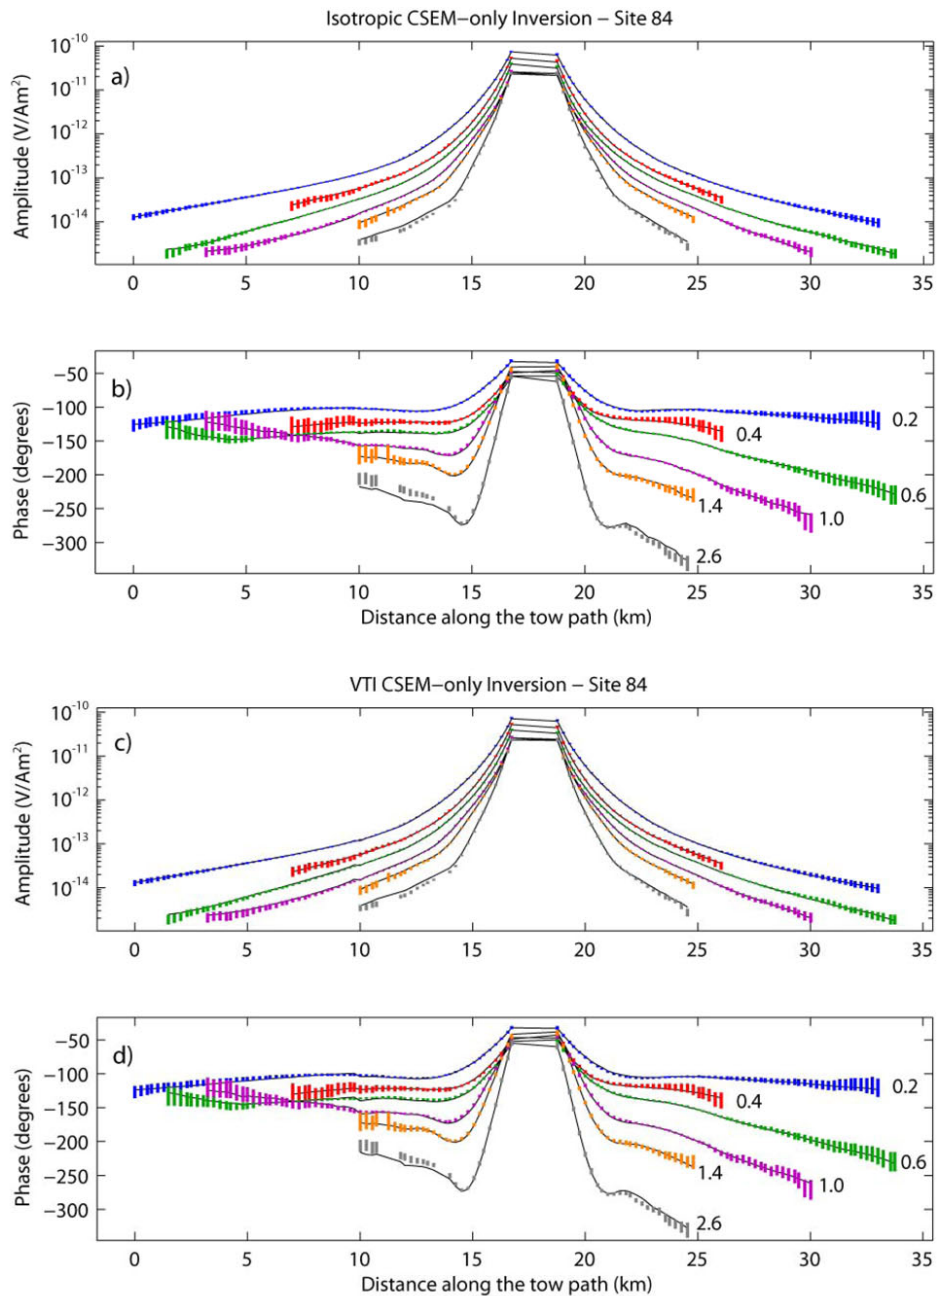 Isotropic CSEM–only Inversion – Site 84
a)
Amplitude (V/Am²)
10⁻¹⁰
10⁻¹¹
10⁻¹²
10⁻¹³
10⁻¹⁴
0 5 10 15 20 25 30 35
b)
Phase (degrees)
−50
−100
−150
−200
−250
−300
0.2
0.4
0.6
1.0
1.4
2.6
0 5 10 15 20 25 30 35
Distance along the tow path (km)
VTI CSEM–only Inversion – Site 84
c)
Amplitude (V/Am²)
10⁻¹⁰
10⁻¹¹
10⁻¹²
10⁻¹³
10⁻¹⁴
0 5 10 15 20 25 30 35
d)
Phase (degrees)
−50
−100
−150
−200
−250
−300
0.2
0.4
0.6
1.4
1.0
2.6
0 5 10 15 20 25 30 35
Distance along the tow path (km)